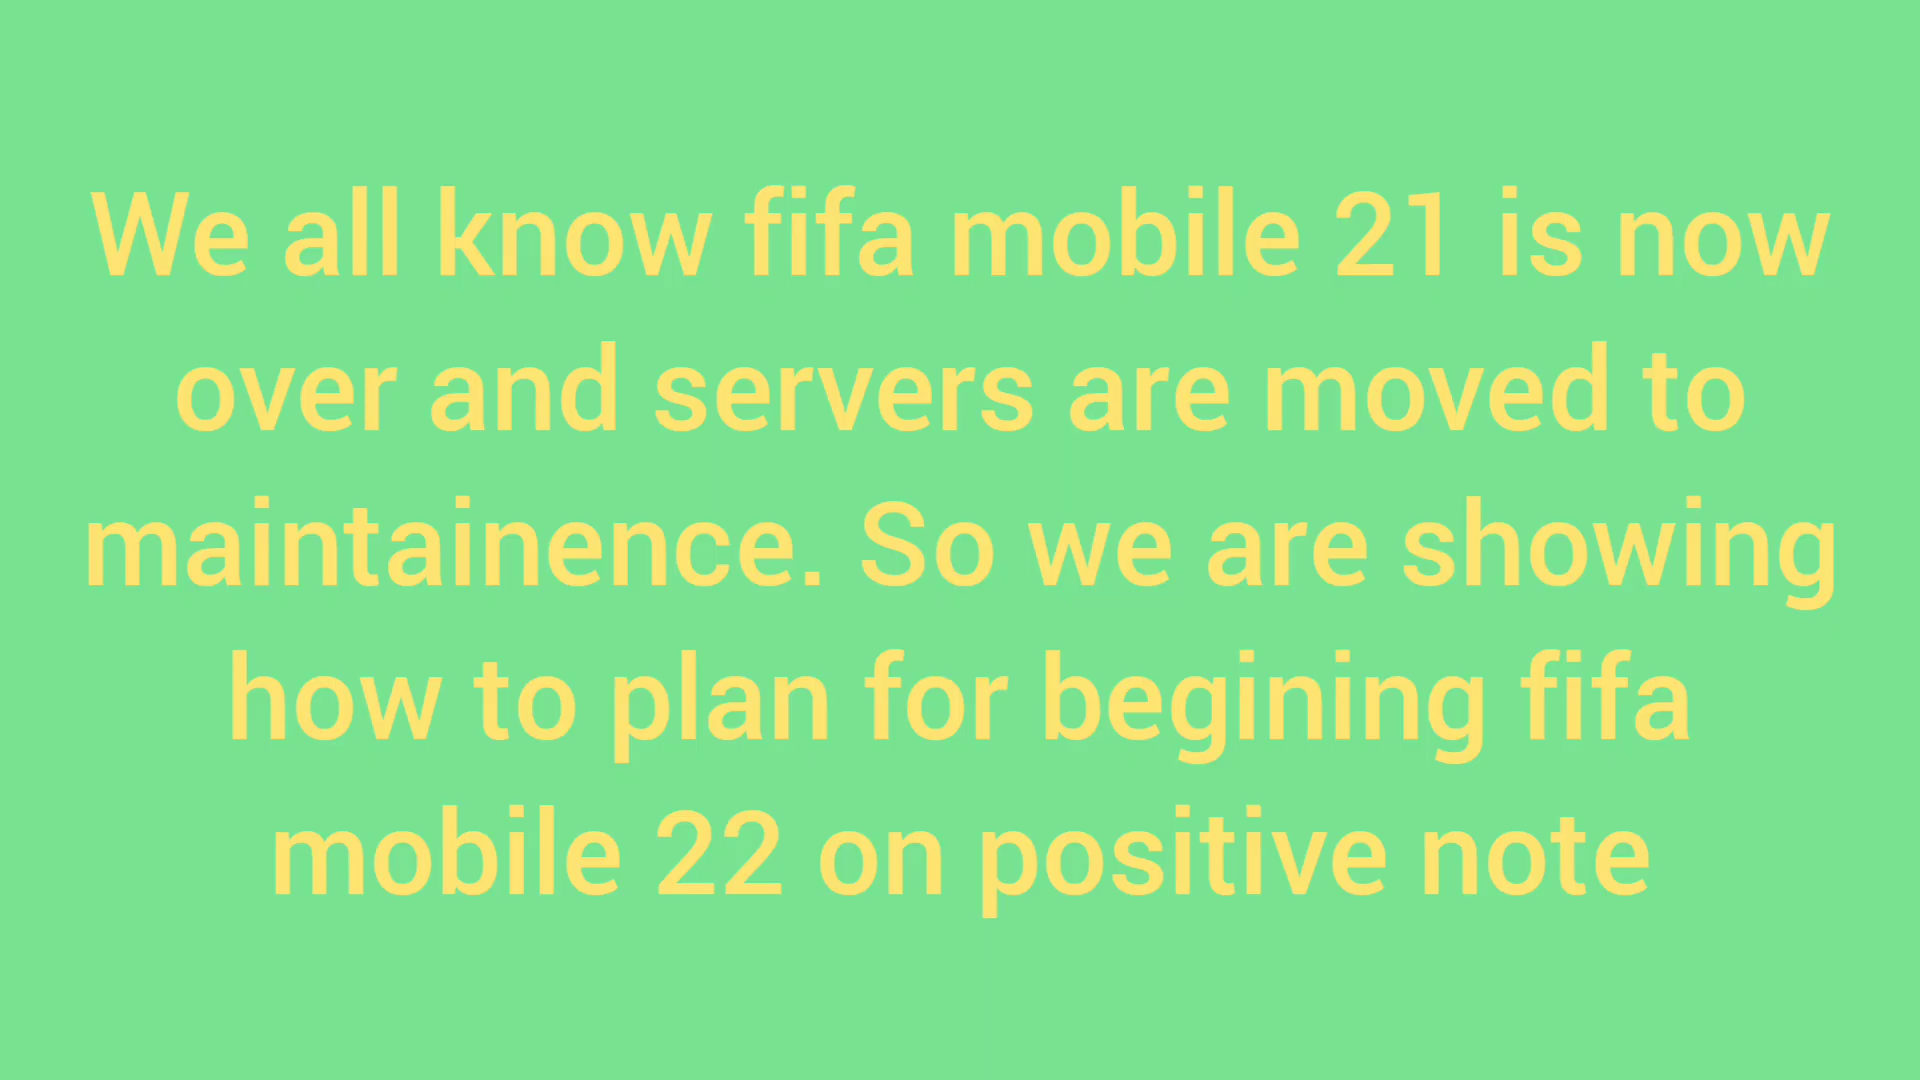 We all know fifa mobile 21 is now
over and servers are moved to
maintainence. So we are showing
how to plan for begining fifa
mobile 22 on positive note